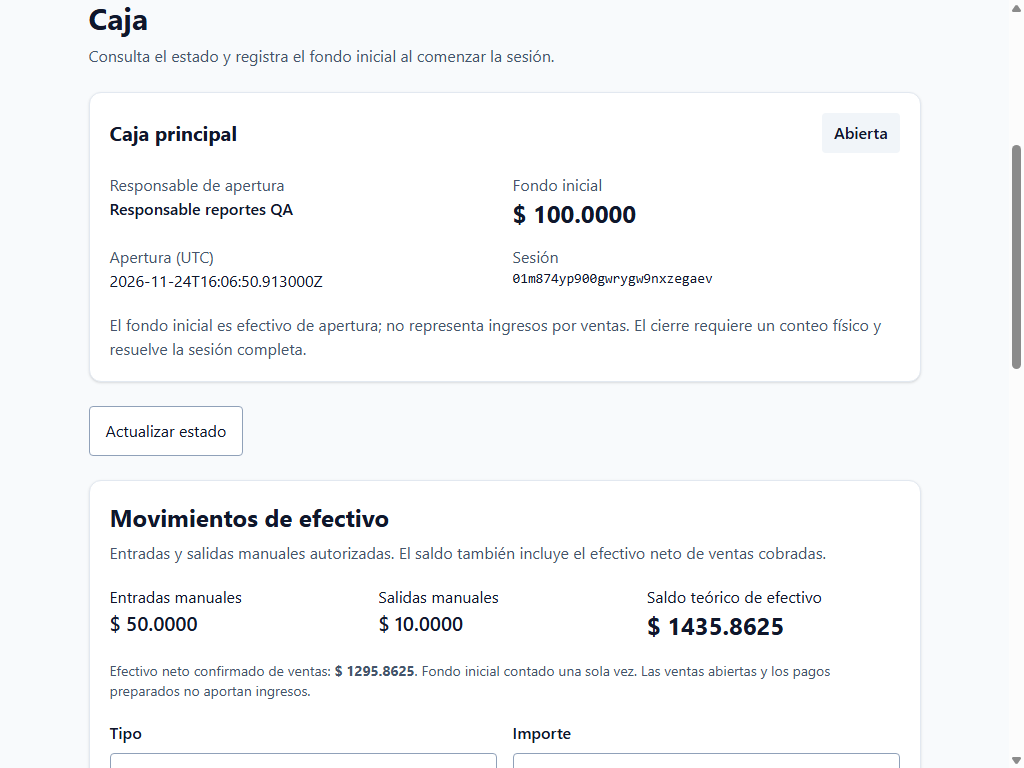 Caja
Consulta el estado y registra el fondo inicial al comenzar la sesión.
Caja principal
Abierta
Responsable de apertura
Responsable reportes QA
Fondo inicial
$ 100.0000
Apertura (UTC)
2026-11-24T16:06:50.913000Z
Sesión
01m874yp900gwrygw9nxzegaev
El fondo inicial es efectivo de apertura; no representa ingresos por ventas. El cierre requiere un conteo físico y
resuelve la sesión completa.
Actualizar estado
Movimientos de efectivo
Entradas y salidas manuales autorizadas. El saldo también incluye el efectivo neto de ventas cobradas.
Entradas manuales
$ 50.0000
Salidas manuales
$ 10.0000
Saldo teórico de efectivo
$ 1435.8625
Efectivo neto confirmado de ventas: $ 1295.8625. Fondo inicial contado una sola vez. Las ventas abiertas y los pagos
preparados no aportan ingresos.
Tipo
Importe